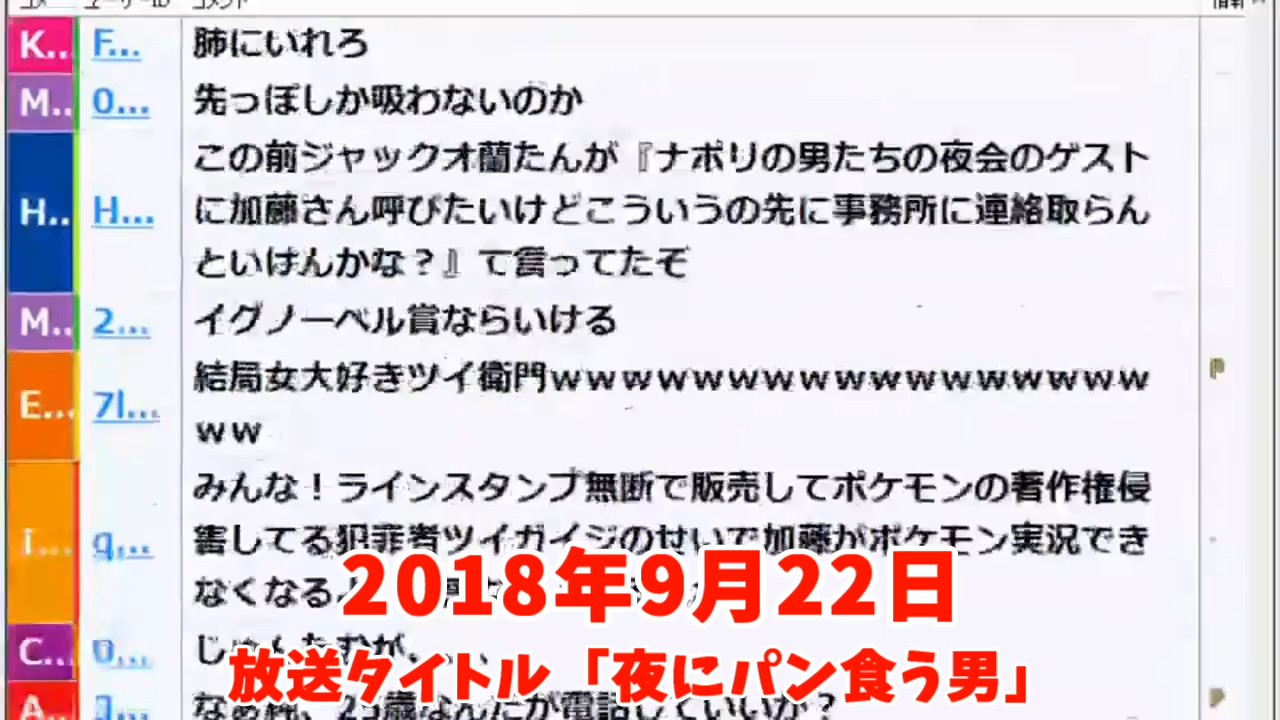 K... F... 肺にいれろ
M.. 0... 先っぽしか吸わないのか
この前ジャックオ蘭たんが『ナポリの男たちの夜会のゲスト
H.. H... に加藤さん呼びたいけどこういうの先に事務所に連絡取らん
といけんかな？』て言ってたぞ
M.. 2... イグノーベル賞ならいける
結局女大好きツイ衛門ｗｗｗｗｗｗｗｗｗｗｗｗｗｗｗｗｗ
E... 7l...
ｗｗ
みんな！ラインスタンプ無断で販売してポケモンの著作権侵
i... q... 害してる犯罪者ツイガイジのせいで加藤がポケモン実況でき
なくなる
2018年9月22日
C... 0...
放送タイトル「夜にパン食う男」
A...